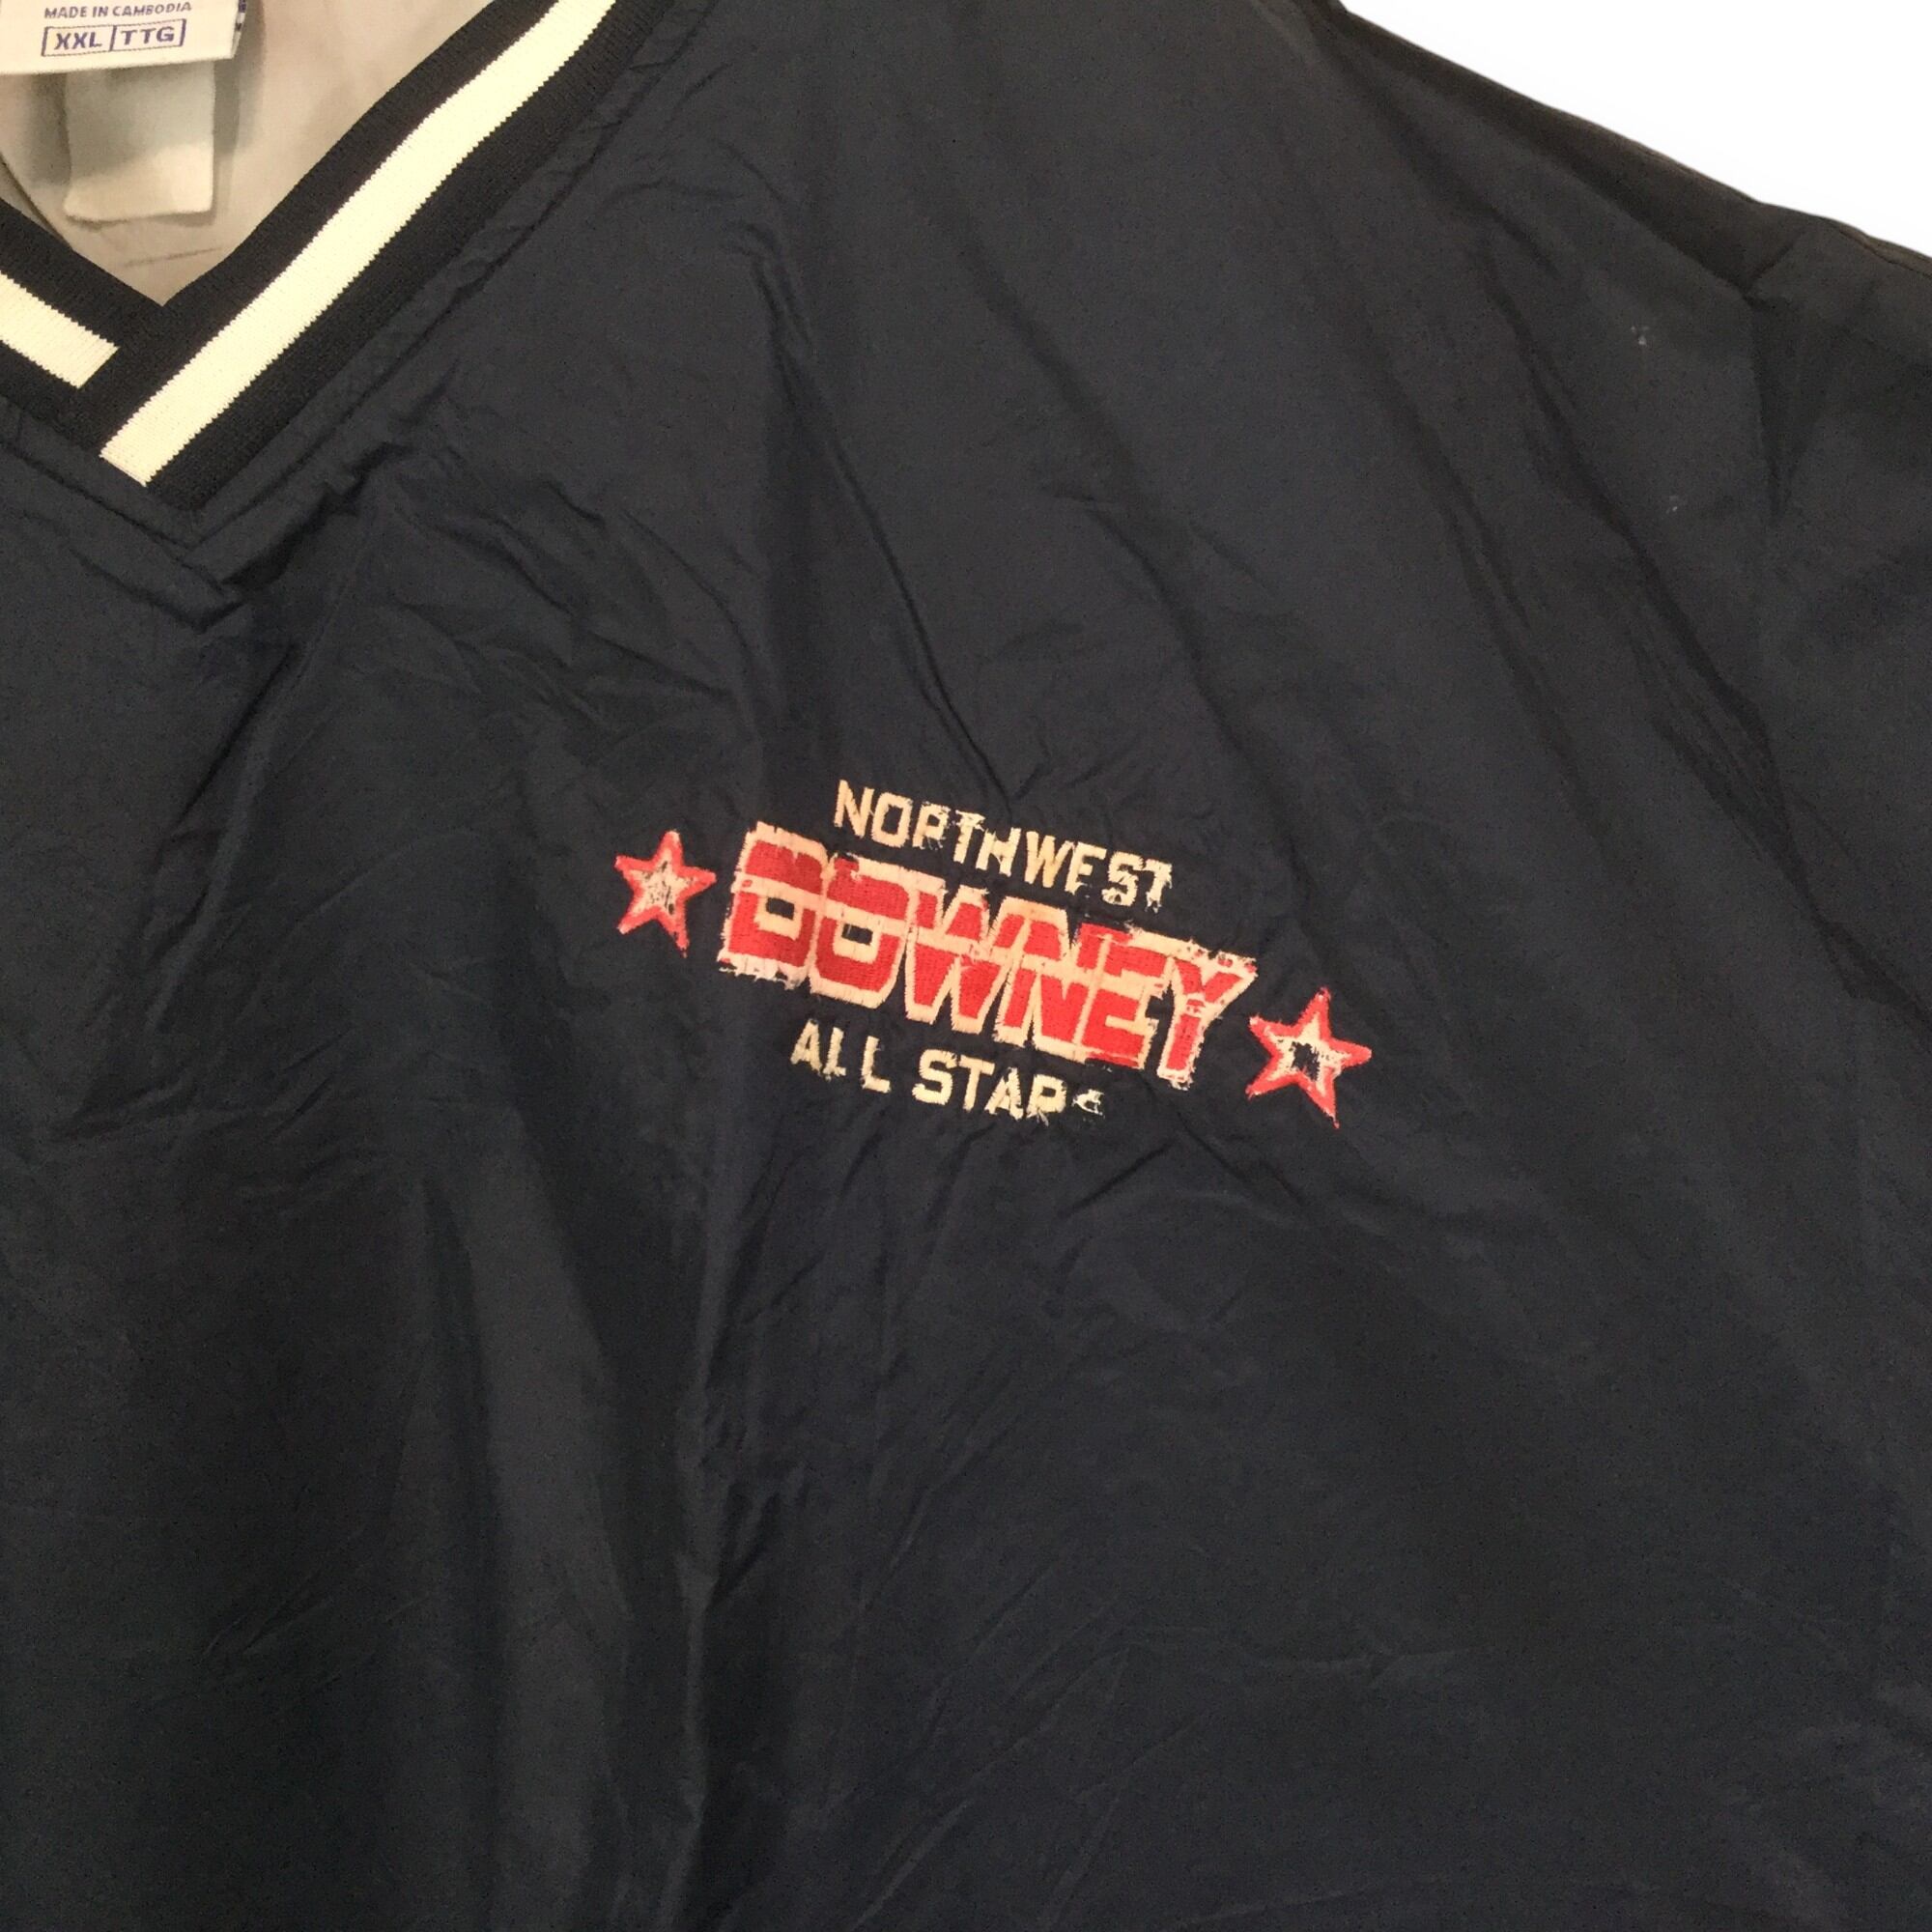 MADE IN CAMBODIA
XXL TTG
NORTHWEST
DOWNEY
ALL STARS